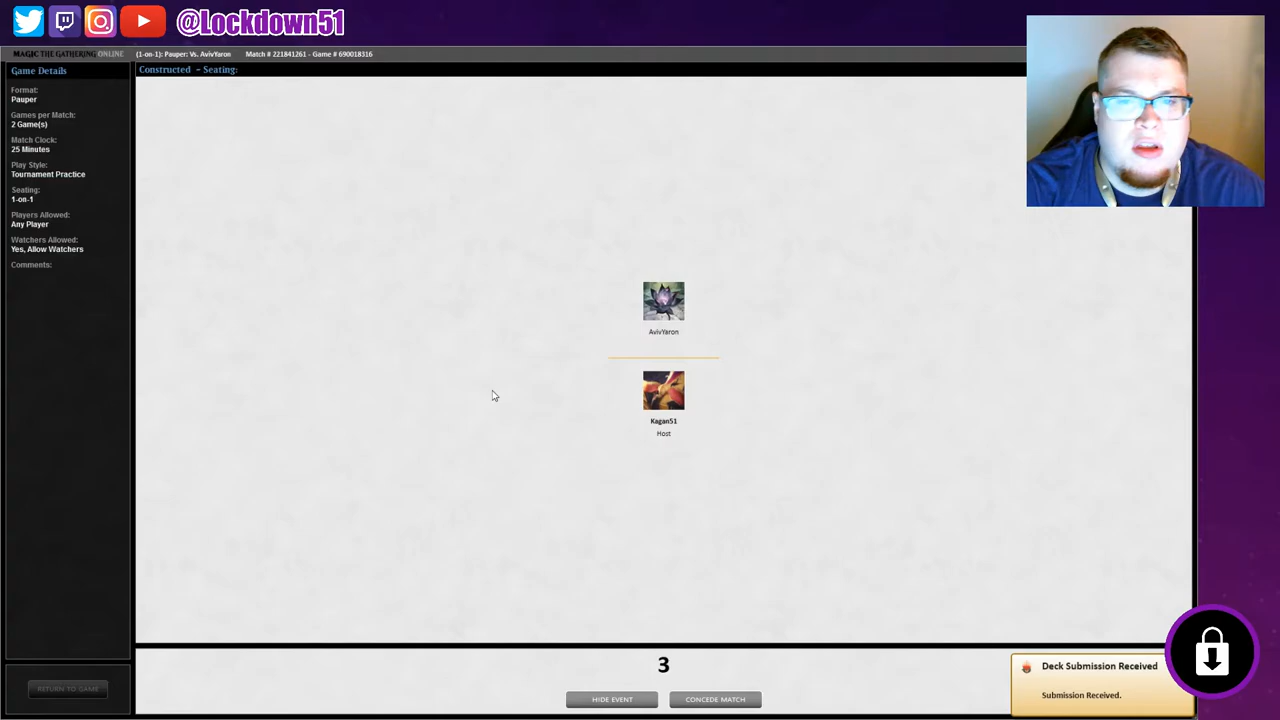 @Lockdown51
MAGIC THE GATHERING ONLINE
(1-on-1): Pauper: Vs. AvivYaron
Match # 221841261 - Game # 690018316
Game Details
Constructed - Seating:
Format:
Pauper
Games per Match:
2 Game(s)
Match Clock:
25 Minutes
Play Style:
Tournament Practice
Seating:
1-on-1
Players Allowed:
Any Player
Watchers Allowed:
Yes, Allow Watchers
Comments:
AvivYaron
Kagan51
Host
3
HIDE EVENT
CONCEDE MATCH
RETURN TO GAME
Deck Submission Received
Submission Received.